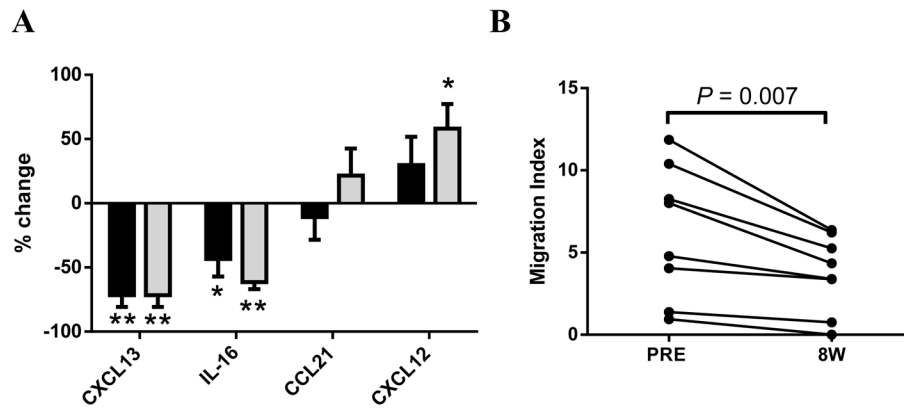 A
% change
100
50
0
-50
-100
*
** ** * **
CXCL13 IL-16 CCL21 CXCL12
B
Migration Index
15
10
5
0
P = 0.007
PRE 8W